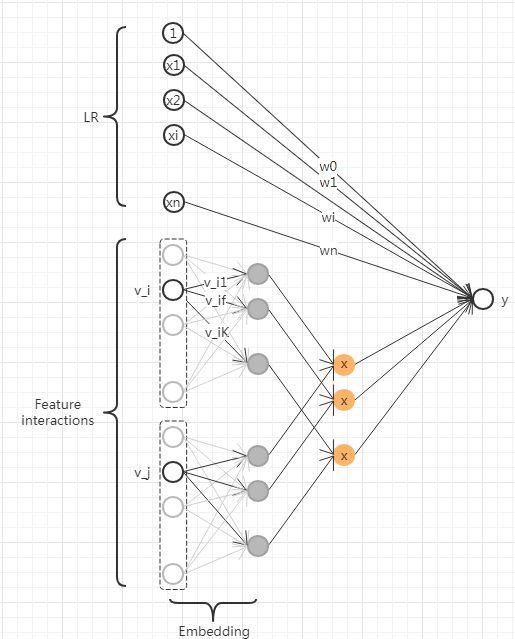 1
x1
x2
LR
xi
w0
w1
xn
wi
wn
v_i
v_i1
v_if
v_iK
y
x
x
Feature
interactions
x
v_j
Embedding